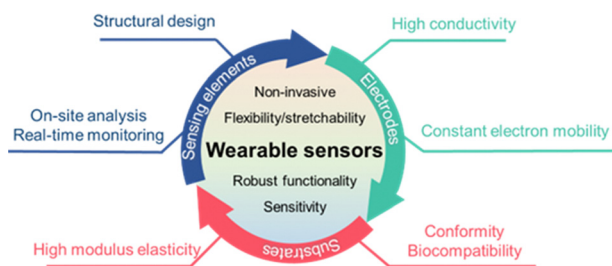 Structural design
High conductivity
Sensing elements
Electrodes
Non-invasive
Flexibility/stretchability
On-site analysis
Real-time monitoring
Constant electron mobility
Wearable sensors
Robust functionality
Sensitivity
Substrates
High modulus elasticity
Conformity
Biocompatibility